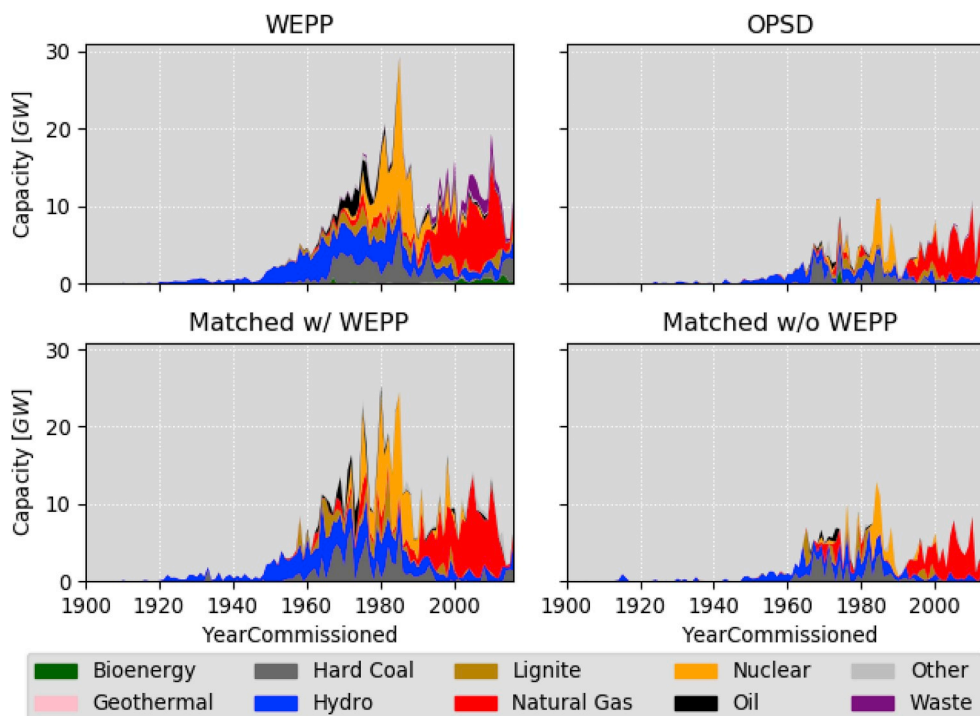 WEPP
OPSD
30
20
10
0
Capacity [GW]
Matched w/ WEPP
Matched w/o WEPP
30
20
10
0
Capacity [GW]
1900 1920 1940 1960 1980 2000
1900 1920 1940 1960 1980 2000
YearCommissioned
YearCommissioned
Bioenergy Hard Coal Lignite Nuclear Other
Geothermal Hydro Natural Gas Oil Waste